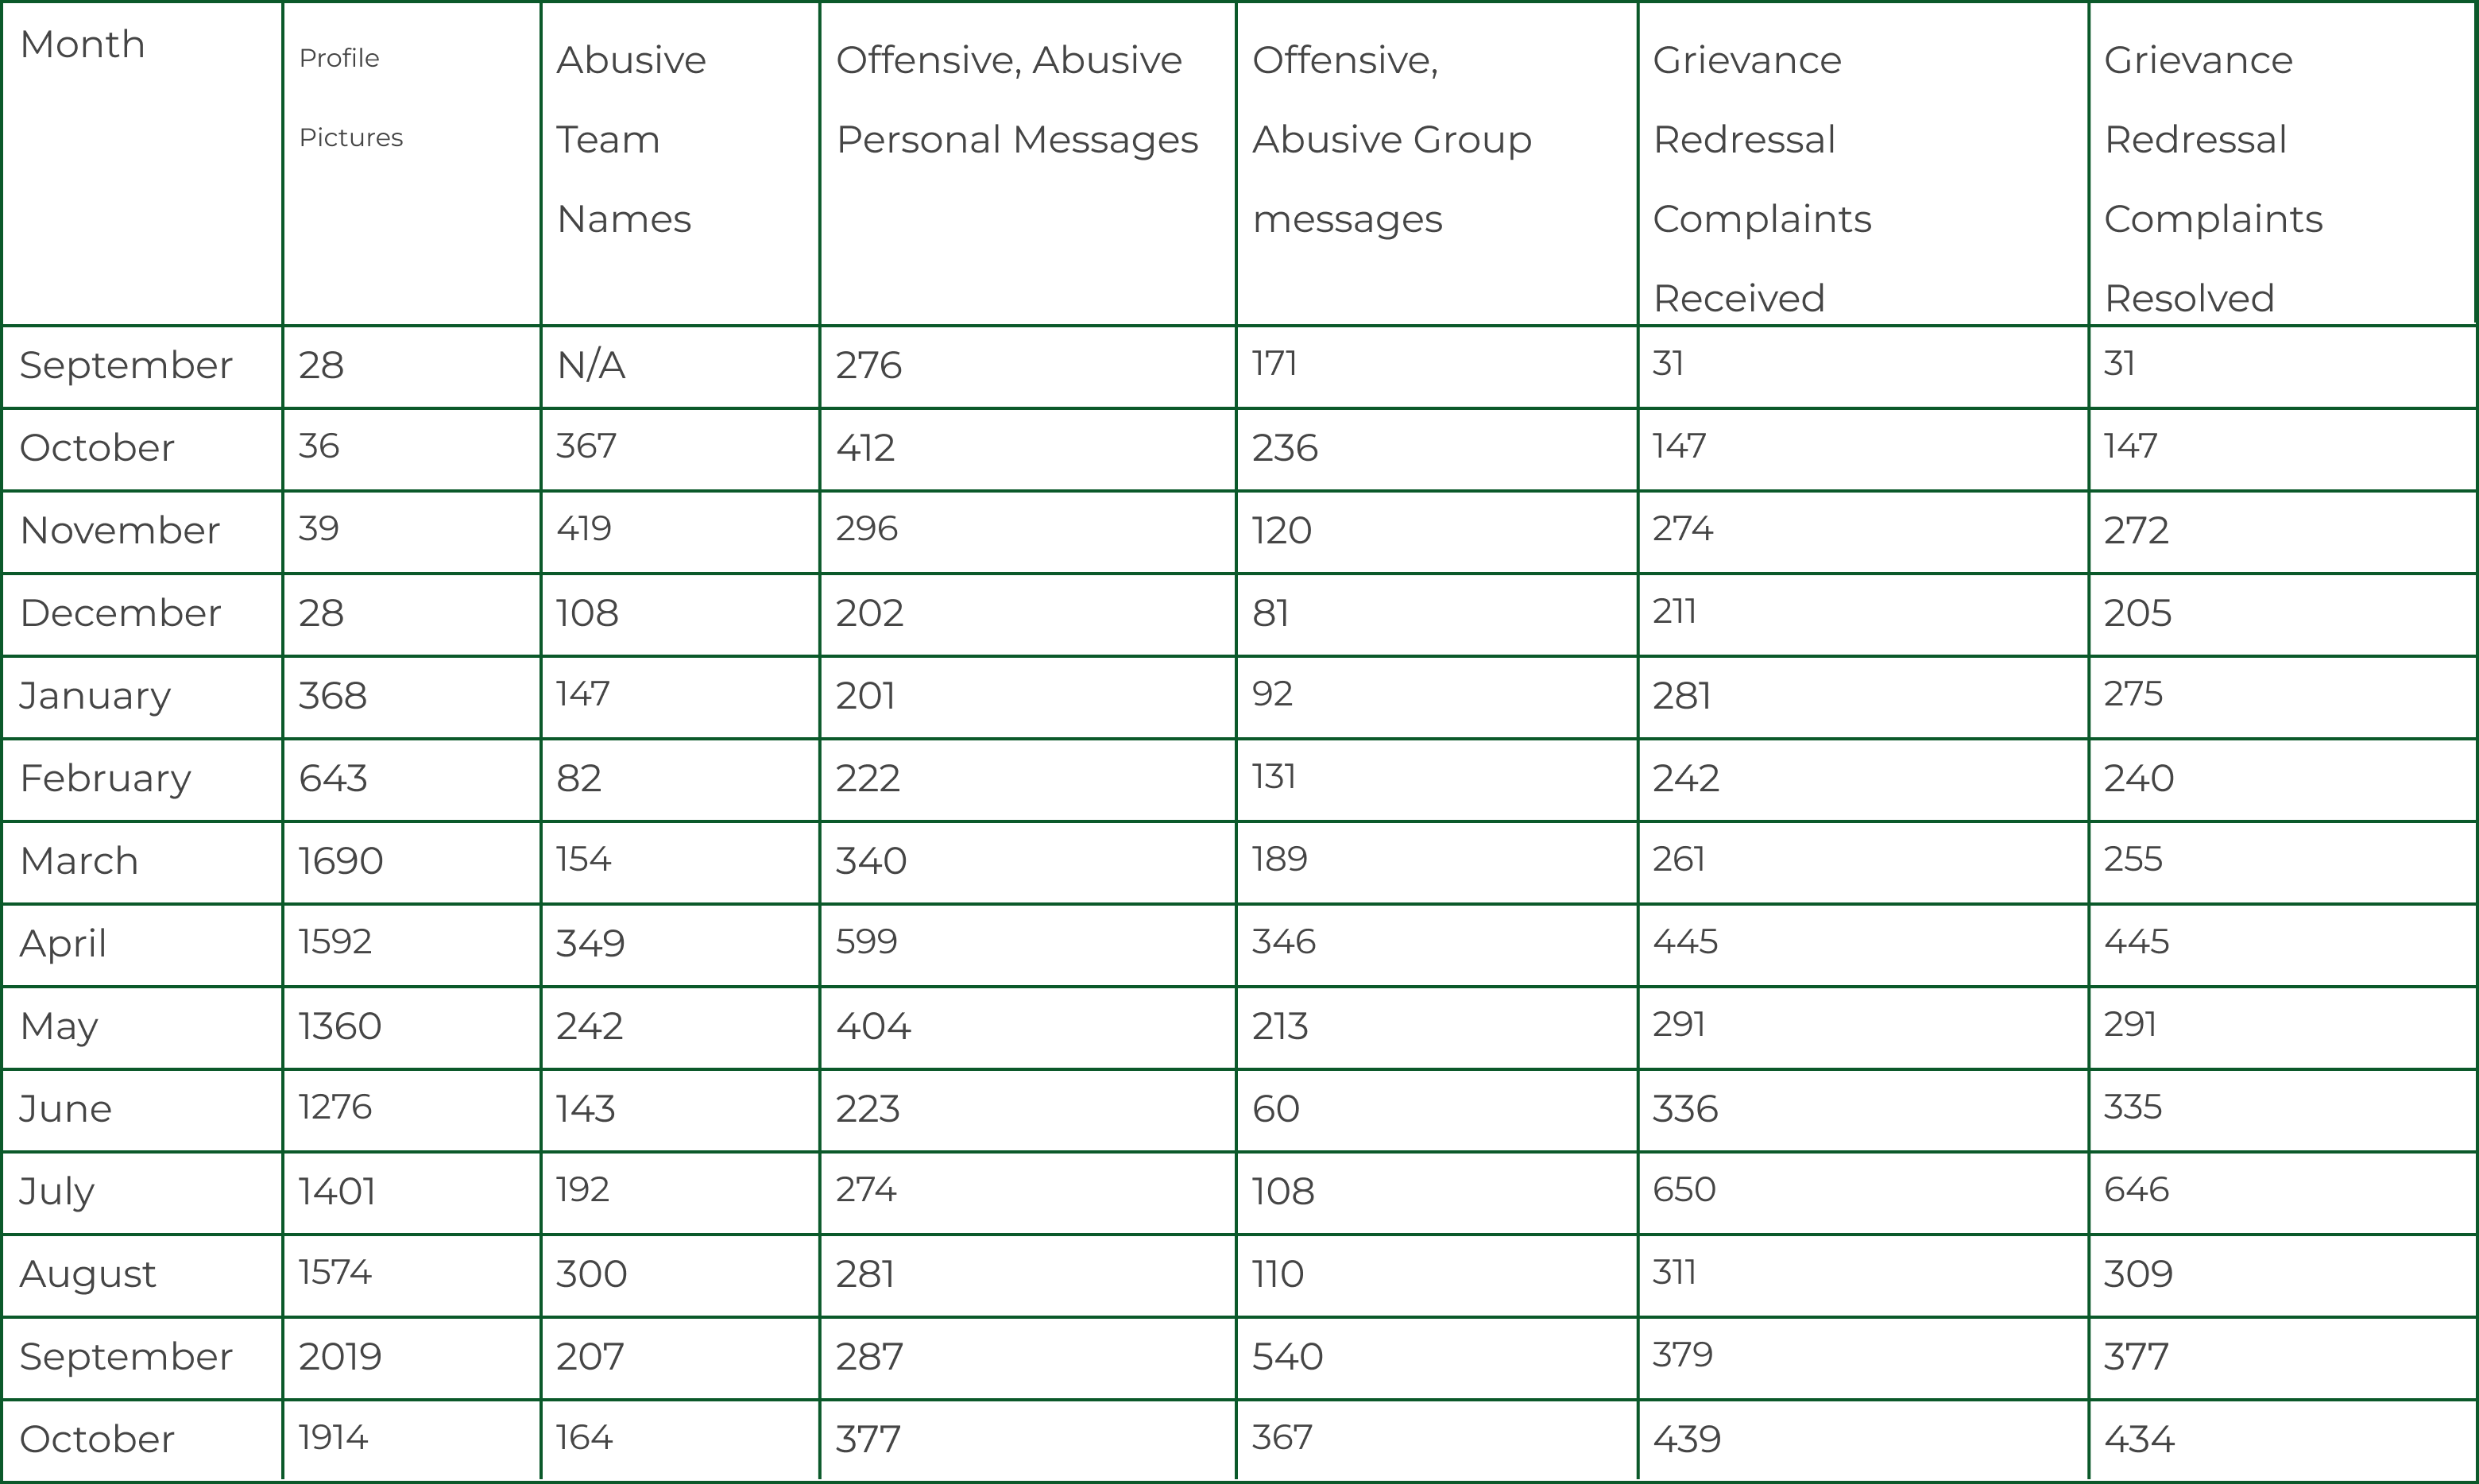 Month Profile Pictures Abusive Team Names Offensive, Abusive Personal Messages Offensive, Abusive Group messages Grievance Redressal Complaints Received Grievance Redressal Complaints Resolved
September 28 N/A 276 171 31 31
October 36 367 412 236 147 147
November 39 419 296 120 274 272
December 28 108 202 81 211 205
January 368 147 201 92 281 275
February 643 82 222 131 242 240
March 1690 154 340 189 261 255
April 1592 349 599 346 445 445
May 1360 242 404 213 291 291
June 1276 143 223 60 336 335
July 1401 192 274 108 650 646
August 1574 300 281 110 311 309
September 2019 207 287 540 379 377
October 1914 164 377 367 439 434